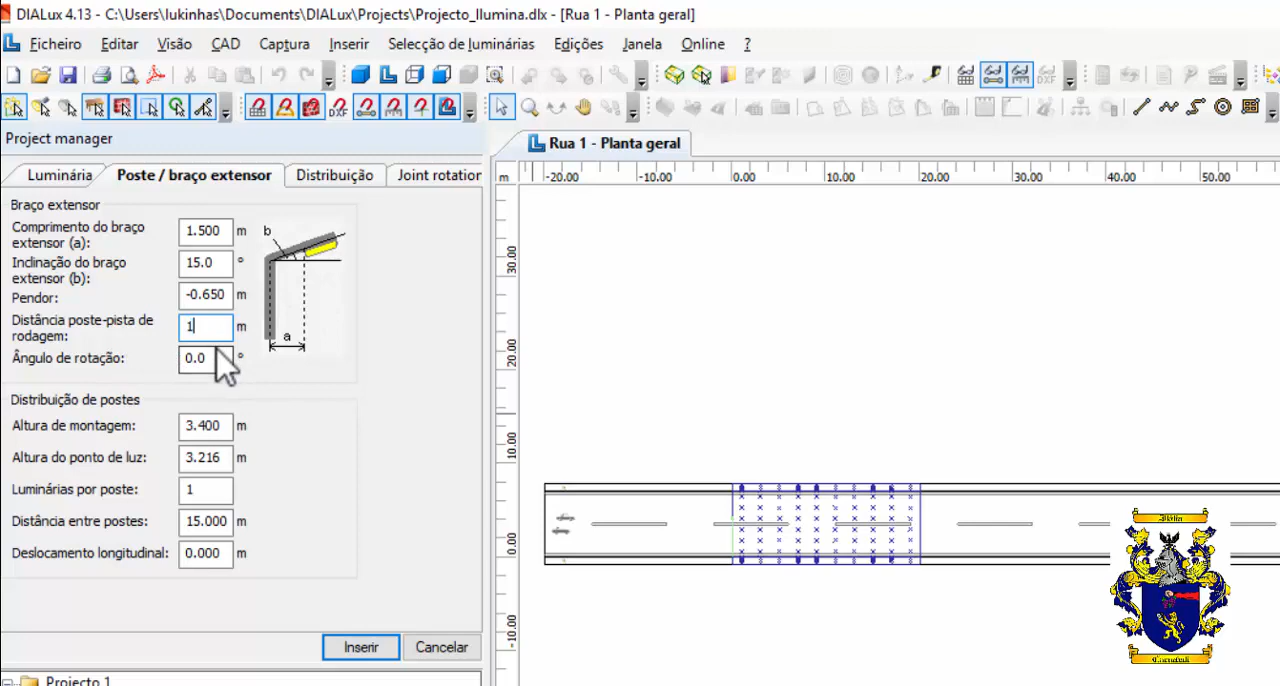 DIALux 4.13 - C:\Users\lukinhas\Documents\DIALux\Projects\Projecto_Ilumina.dlx - [Rua 1 - Planta geral]
Ficheiro Editar Visão CAD Captura Inserir Selecção de luminárias Edições Janela Online ?
DXF
DXF
Project manager
Luminária Poste / braço extensor Distribuição Joint rotation
Rua 1 - Planta geral
m -20.00 -10.00 0.00 10.00 20.00 30.00 40.00 50.00
Braço extensor
Comprimento do braço extensor (a): 1.500 m
Inclinação do braço extensor (b): 15.0 °
Pendor: -0.650 m
Distância poste-pista de rodagem: 1 m
Ângulo de rotação: 0.0 °
b
a
Distribuição de postes
Altura de montagem: 3.400 m
Altura do ponto de luz: 3.216 m
Luminárias por poste: 1
Distância entre postes: 15.000 m
Deslocamento longitudinal: 0.000 m
Inserir Cancelar
Projecto 1
30.00
20.00
10.00
0.00
-10.00